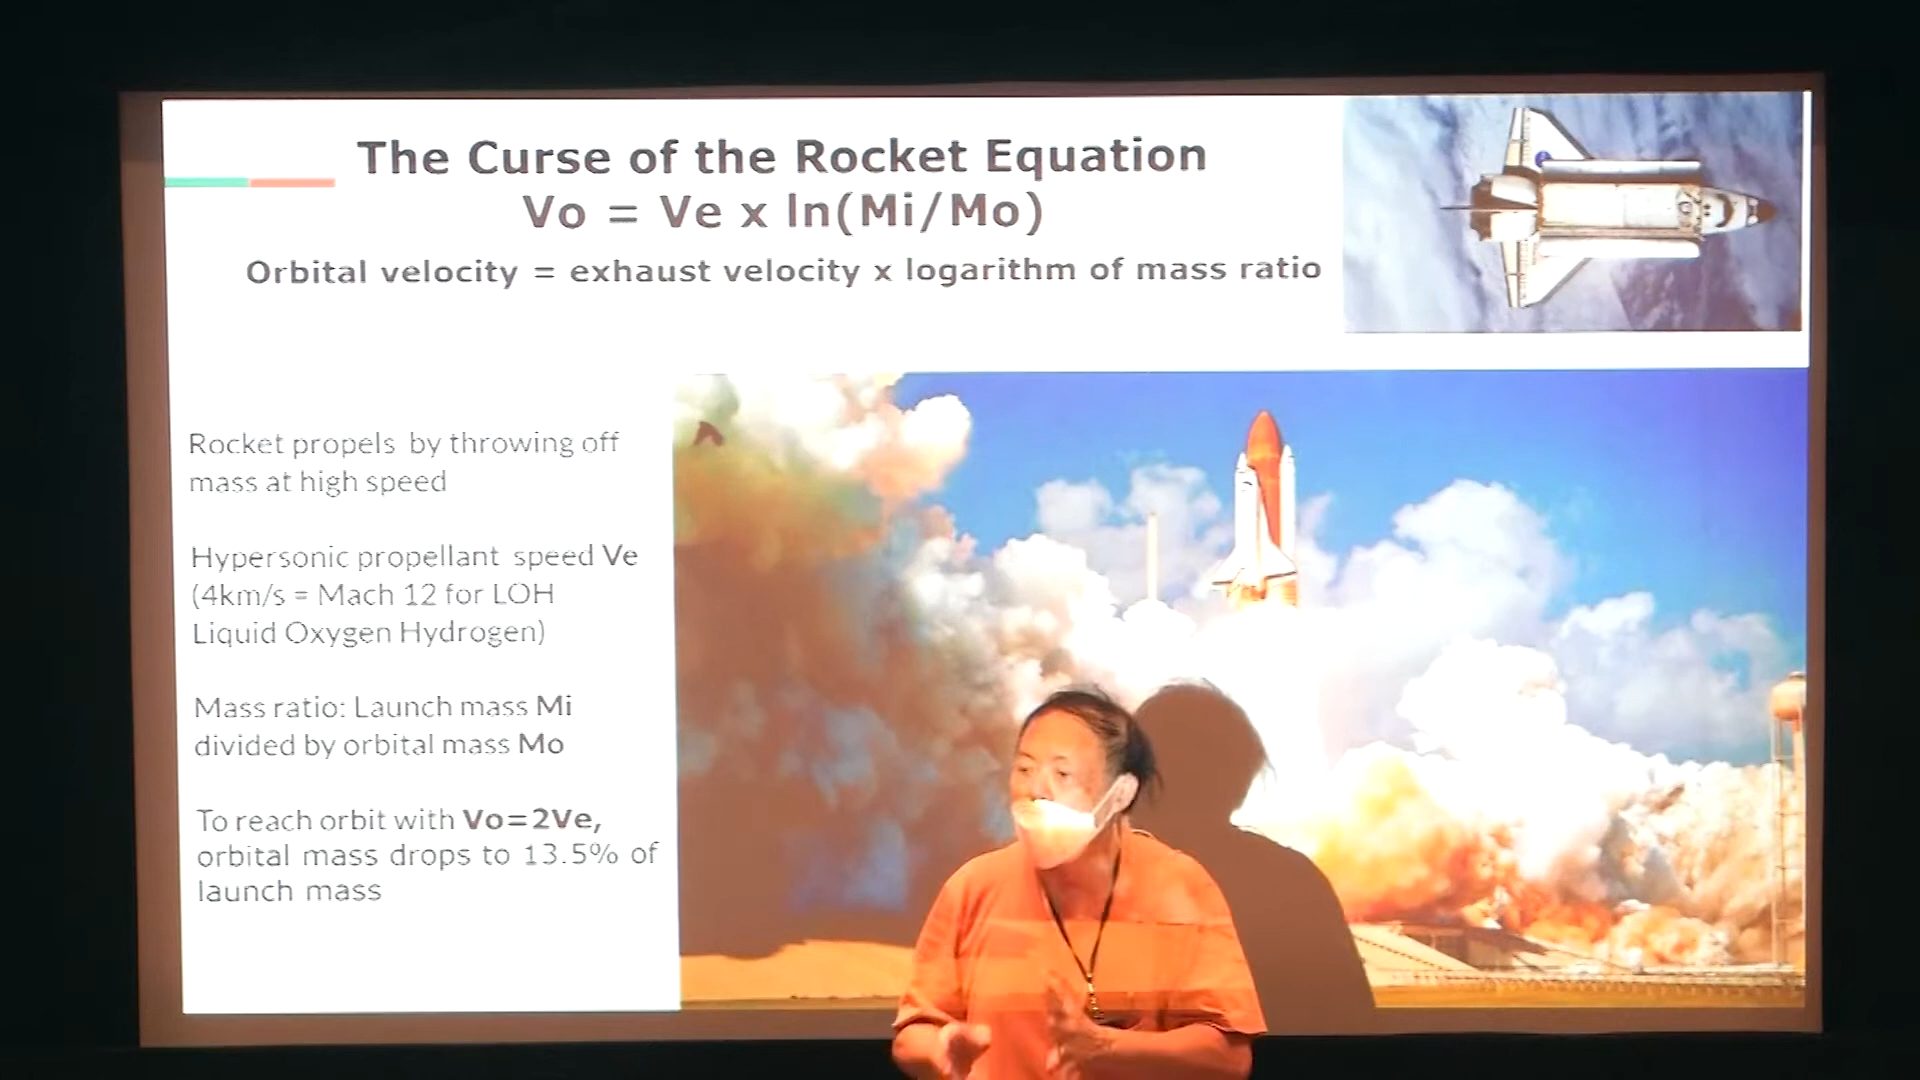 The Curse of the Rocket Equation
Vo = Ve x ln(Mi/Mo)
Orbital velocity = exhaust velocity x logarithm of mass ratio
Rocket propels by throwing off
mass at high speed
Hypersonic propellant speed Ve
(4km/s = Mach 12 for LOH
Liquid Oxygen Hydrogen)
Mass ratio: Launch mass Mi
divided by orbital mass Mo
To reach orbit with Vo=2Ve,
orbital mass drops to 13.5% of
launch mass